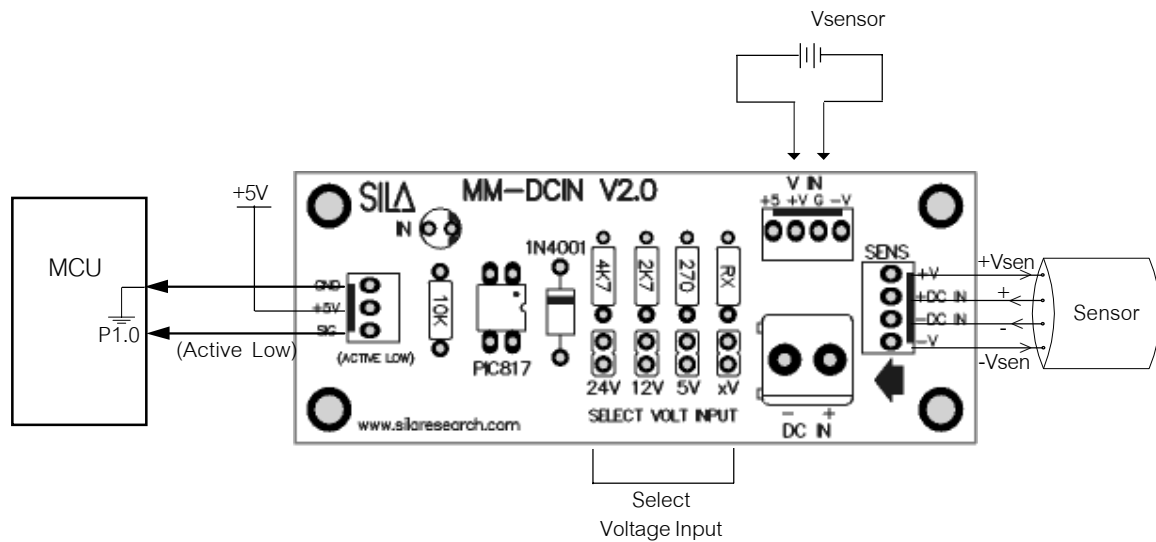 Vsensor
MCU
+5V
P1.0
(Active Low)
SILA
MM-DCIN V2.0
IN
GND
+5V
SIG
(ACTIVE LOW)
10K
PIC817
1N4001
4K7
2K7
270
RX
24V 12V 5V xV
SELECT VOLT INPUT
www.silaresearch.com
V IN
+5 +V G -V
SENS
+V
+DC IN
-DC IN
-V
- +
DC IN
+Vsen
+
-
-Vsen
Sensor
Select
Voltage Input